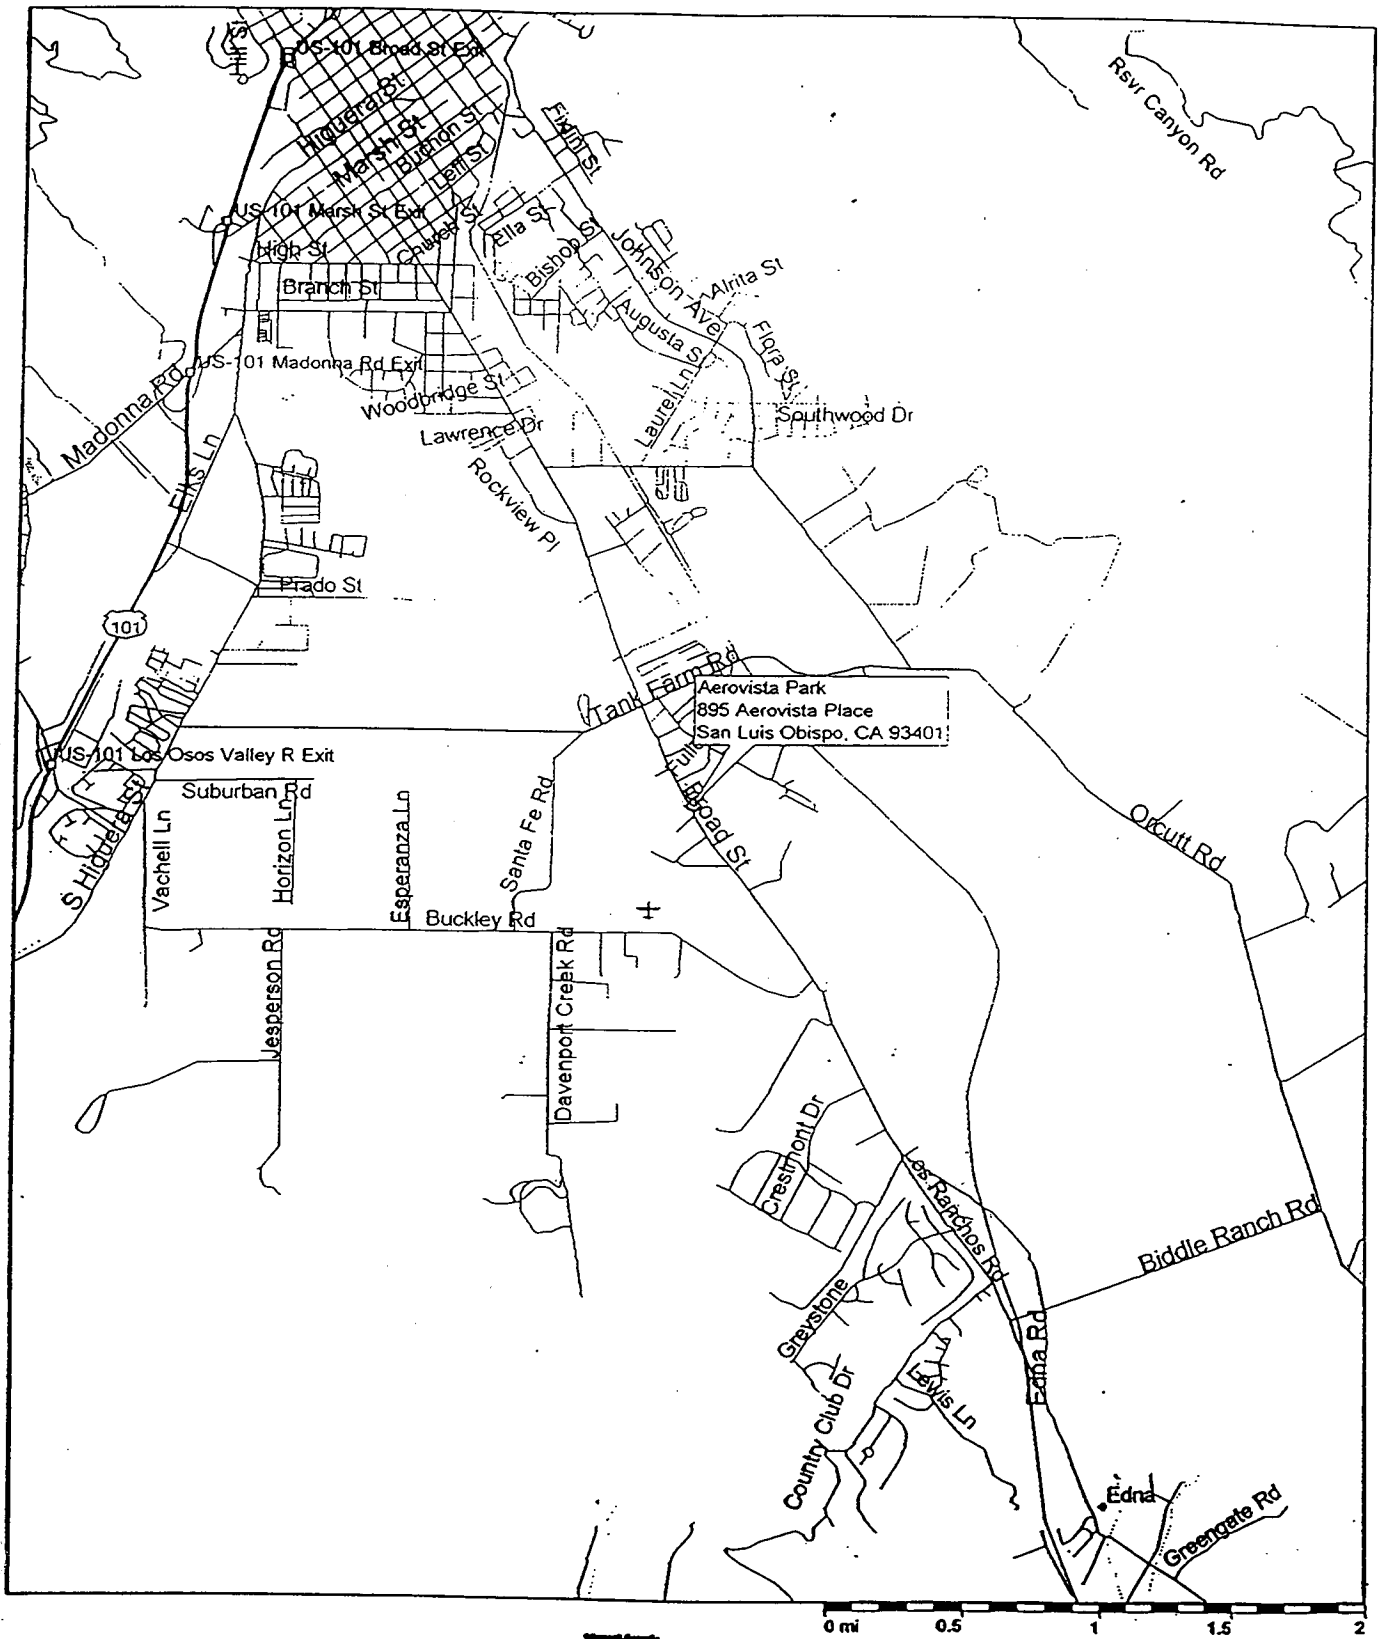 US-101 Broad St Exit
Rsvr Canyon Rd
Higuera St
Marsh St
Buchon St
Leff St
Fixlini St
US-101 Marsh St Exit
High St
Church St
Ella St
Bishop St
Johnson Ave
Branch St
Alrita St
Augusta St
Flora St
US-101 Madonna Rd Exit
Madonna Rd
Woodbridge St
Laurel Ln
Southwood Dr
Lawrence Dr
Elks Ln
Rockview Pl
Prado St
101
Tank Farm Rd
Aerovista Park
895 Aerovista Place
San Luis Obispo, CA 93401
US-101 Los Osos Valley R Exit
Suburban Rd
Broad St
Orcutt Rd
S Higuera St
Vachell Ln
Horizon Ln
Esperanza Ln
Santa Fe Rd
Buckley Rd
Jesperson Rd
Davenport Creek Rd
Crestmont Dr
Los Ranchos Rd
Biddle Ranch Rd
Greystone
Edna Rd
Country Club Dr
Lewis Ln
Edna
Greengate Rd
0 mi 0.5 1 1.5 2